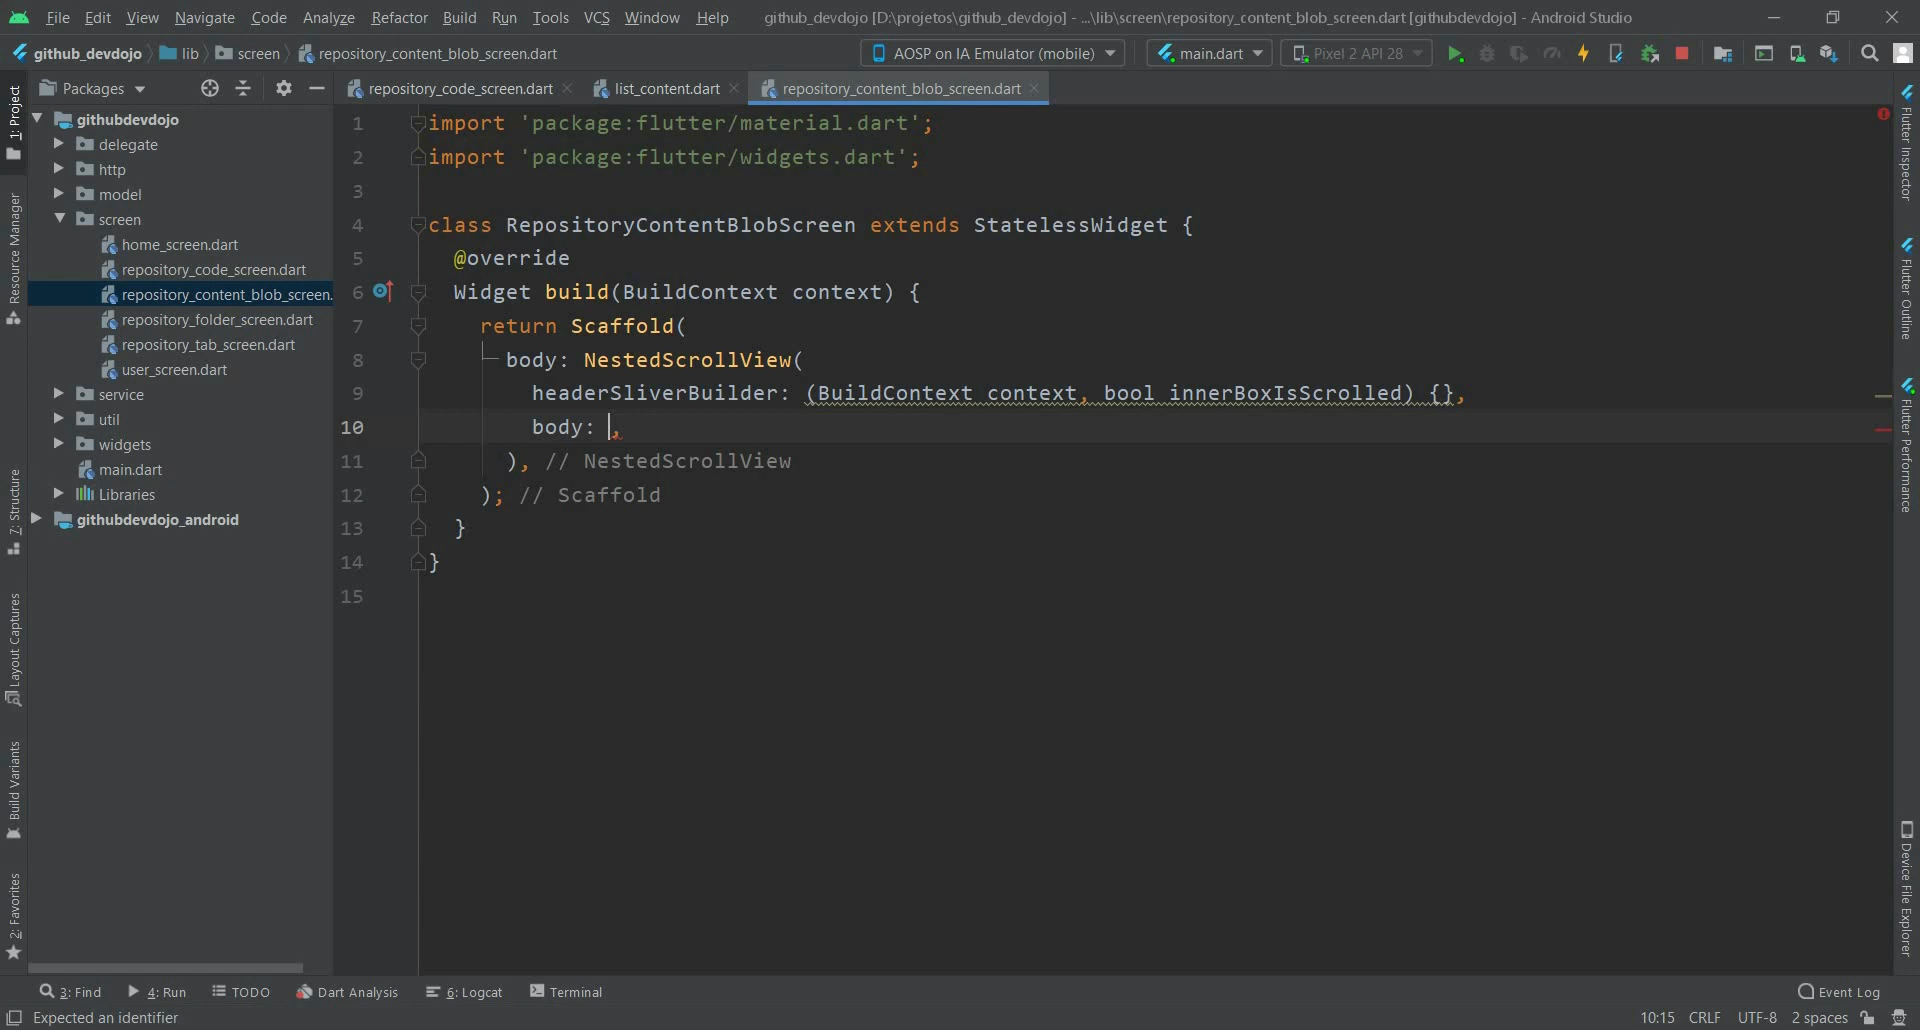 File Edit View Navigate Code Analyze Refactor Build Run Tools VCS Window Help github_devdojo [D:\projetos\github_devdojo] - ...\lib\screen\repository_content_blob_screen.dart [githubdevdojo] - Android Studio
github_devdojo lib screen repository_content_blob_screen.dart AOSP on IA Emulator (mobile) main.dart Pixel 2 API 28
Packages repository_code_screen.dart list_content.dart repository_content_blob_screen.dart
1: Project
Resource Manager
7: Structure
Layout Captures
Build Variants
2: Favorites
githubdevdojo
delegate
http
model
screen
home_screen.dart
repository_code_screen.dart
repository_content_blob_screen.
repository_folder_screen.dart
repository_tab_screen.dart
user_screen.dart
service
util
widgets
main.dart
Libraries
githubdevdojo_android
1 import 'package:flutter/material.dart';
2 import 'package:flutter/widgets.dart';
3
4 class RepositoryContentBlobScreen extends StatelessWidget {
5 @override
6 Widget build(BuildContext context) {
7 return Scaffold(
8 body: NestedScrollView(
9 headerSliverBuilder: (BuildContext context, bool innerBoxIsScrolled) {},
10 body: ,
11 ), // NestedScrollView
12 ); // Scaffold
13 }
14 }
15
Flutter Inspector
Flutter Outline
Flutter Performance
Device File Explorer
3: Find 4: Run TODO Dart Analysis 6: Logcat Terminal Event Log
Expected an identifier 10:15 CRLF UTF-8 2 spaces